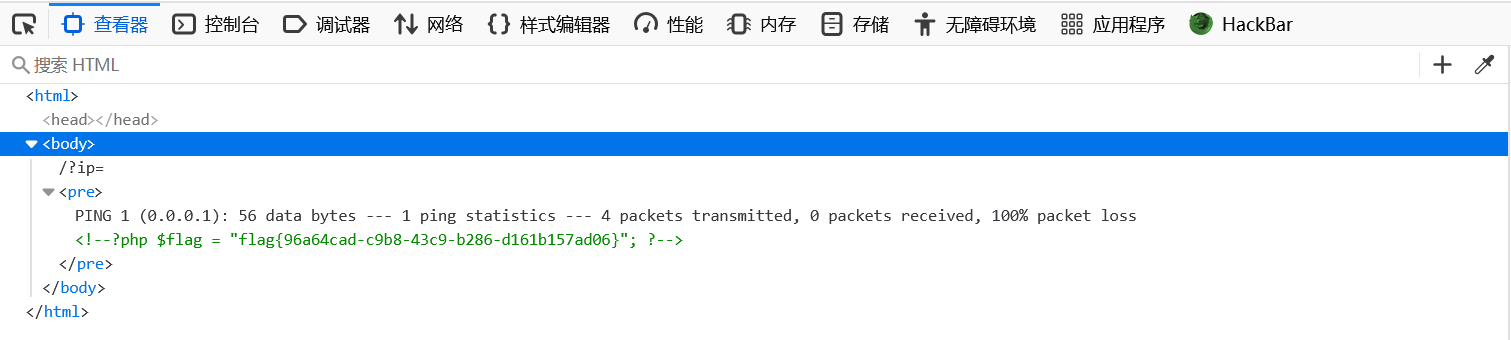 查看器 控制台 调试器 网络 样式编辑器 性能 内存 存储 无障碍环境 应用程序 HackBar
搜索 HTML
<html>
<head></head>
<body>
/?ip=
<pre>
PING 1 (0.0.0.1): 56 data bytes --- 1 ping statistics --- 4 packets transmitted, 0 packets received, 100% packet loss
<!--?php $flag = "flag{96a64cad-c9b8-43c9-b286-d161b157ad06}"; ?-->
</pre>
</body>
</html>